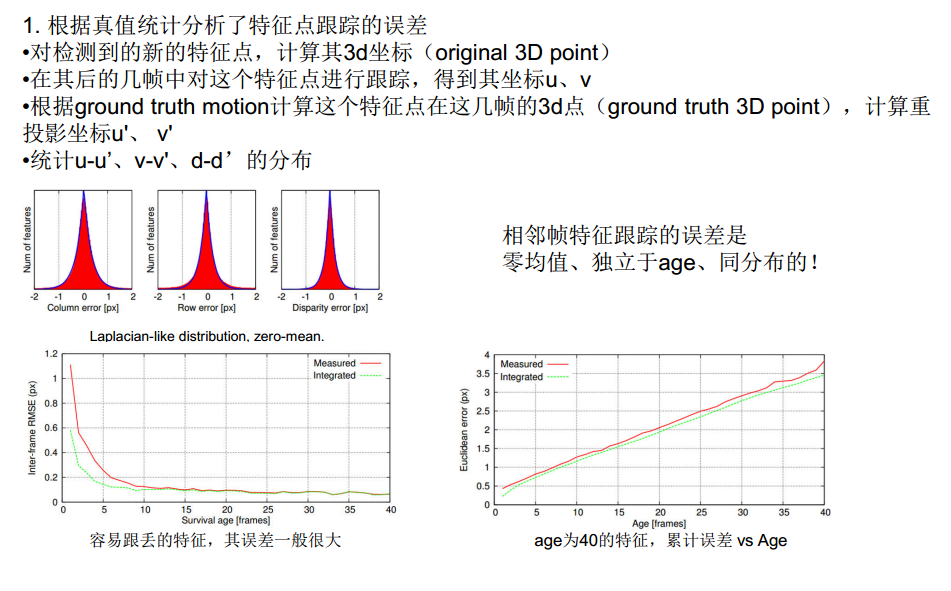 1. 根据真值统计分析了特征点跟踪的误差
•对检测到的新的特征点，计算其3d坐标（original 3D point）
•在其后的几帧中对这个特征点进行跟踪，得到其坐标u、v
•根据ground truth motion计算这个特征点在这几帧的3d点（ground truth 3D point），计算重
投影坐标u'、 v'
•统计u-u’、v-v'、d-d’的分布
Num of features
-2 -1 0 1 2
Column error [px]
Num of features
-2 -1 0 1 2
Row error [px]
Num of features
-2 -1 0 1 2
Disparity error [px]
相邻帧特征跟踪的误差是
零均值、独立于age、同分布的！
Laplacian-like distribution, zero-mean.
Inter-frame RMSE (px)
1.2
1
0.8
0.6
0.4
0.2
0
Measured
Integrated
0 5 10 15 20 25 30 35 40
Survival age [frames]
容易跟丢的特征，其误差一般很大
Euclidean error (px)
4
3.5
3
2.5
2
1.5
1
0.5
0
Measured
Integrated
0 5 10 15 20 25 30 35 40
Age [frames]
age为40的特征，累计误差 vs Age